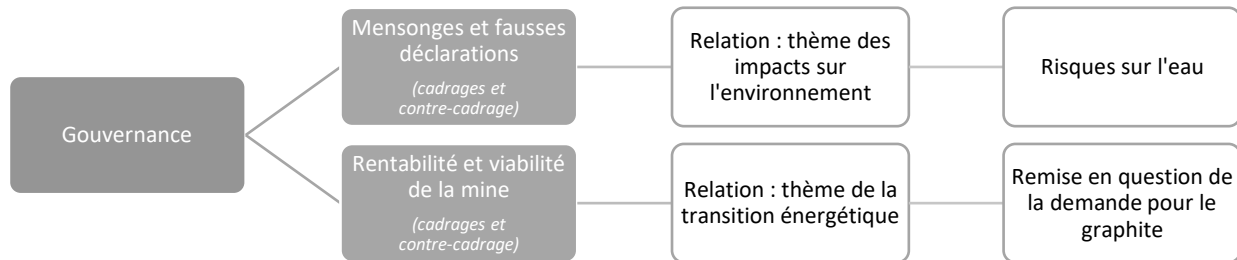 Gouvernance
Mensonges et fausses
déclarations
(cadrages et
contre-cadrage)
Relation : thème des
impacts sur
l'environnement
Risques sur l'eau
Rentabilité et viabilité
de la mine
(cadrages et
contre-cadrage)
Relation : thème de la
transition énergétique
Remise en question de
la demande pour le
graphite